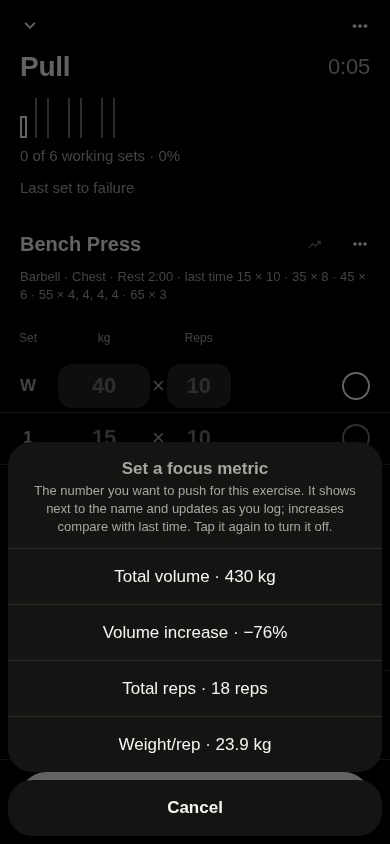 Pull
0:05
0 of 6 working sets · 0%
Last set to failure
Bench Press
Barbell · Chest · Rest 2:00 · last time 15 × 10 · 35 × 8 · 45 ×
6 · 55 × 4, 4, 4, 4 · 65 × 3
Set kg Reps
W 40 × 10
1 15 × 10
Set a focus metric
The number you want to push for this exercise. It shows
next to the name and updates as you log; increases
compare with last time. Tap it again to turn it off.
Total volume · 430 kg
Volume increase · −76%
Total reps · 18 reps
Weight/rep · 23.9 kg
Cancel